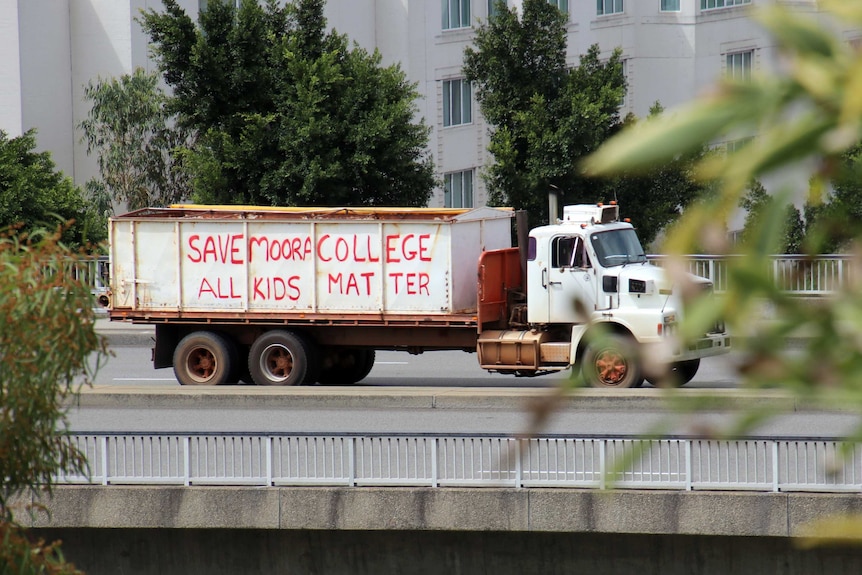 SAVE MOORA COLLEGE
ALL KIDS MATTER